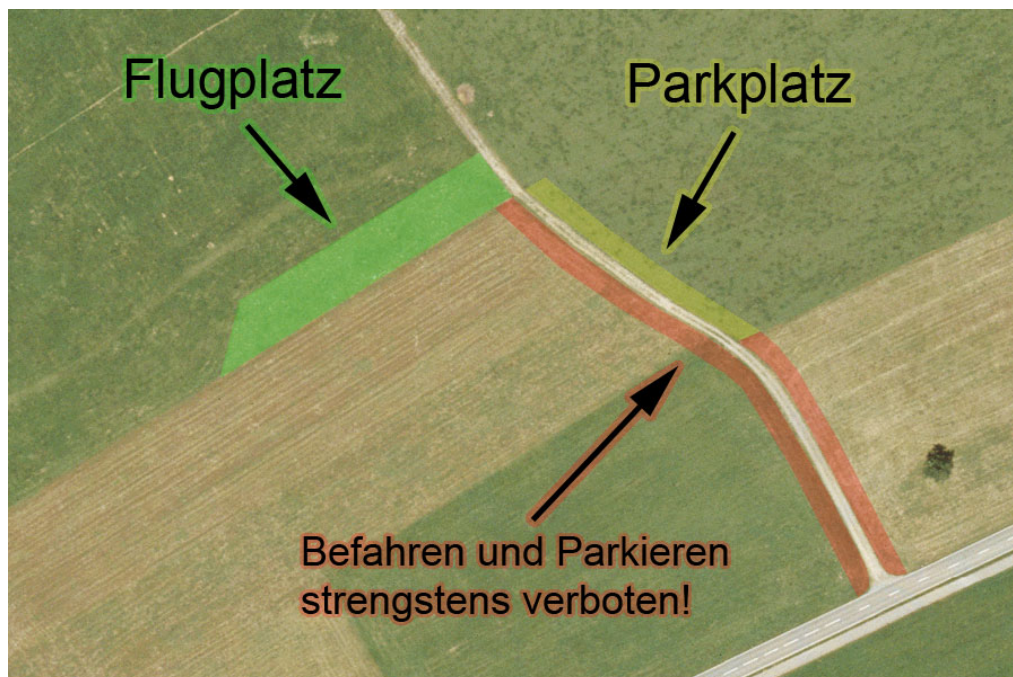 Flugplatz
Parkplatz
Befahren und Parkieren
strengstens verboten!